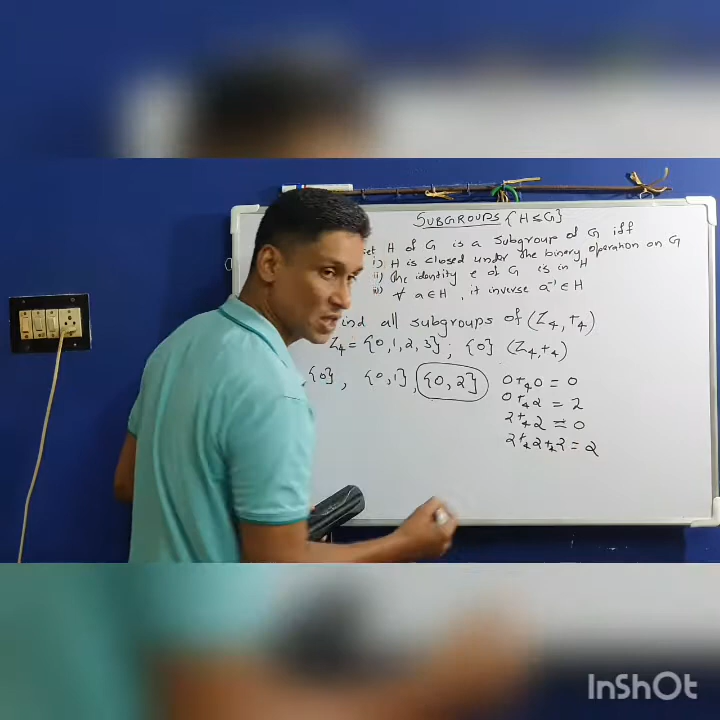 SUBGROUPS {H≤G}
set H of G is a subgroup of G iff
i) H is closed under the binary operation on G
ii) The identity e of G is in H
iii) ∀ a∈H, it inverse a⁻¹∈H
ind all subgroups of (Z₄, +₄)
Z₄ = {0,1,2,3}; {0} (Z₄,+₄)
{0}, {0,1}, {0,2}
0+₄0 = 0
0+₄2 = 2
2+₄2 = 0
2+₄2+₄2 = 2
InShOt